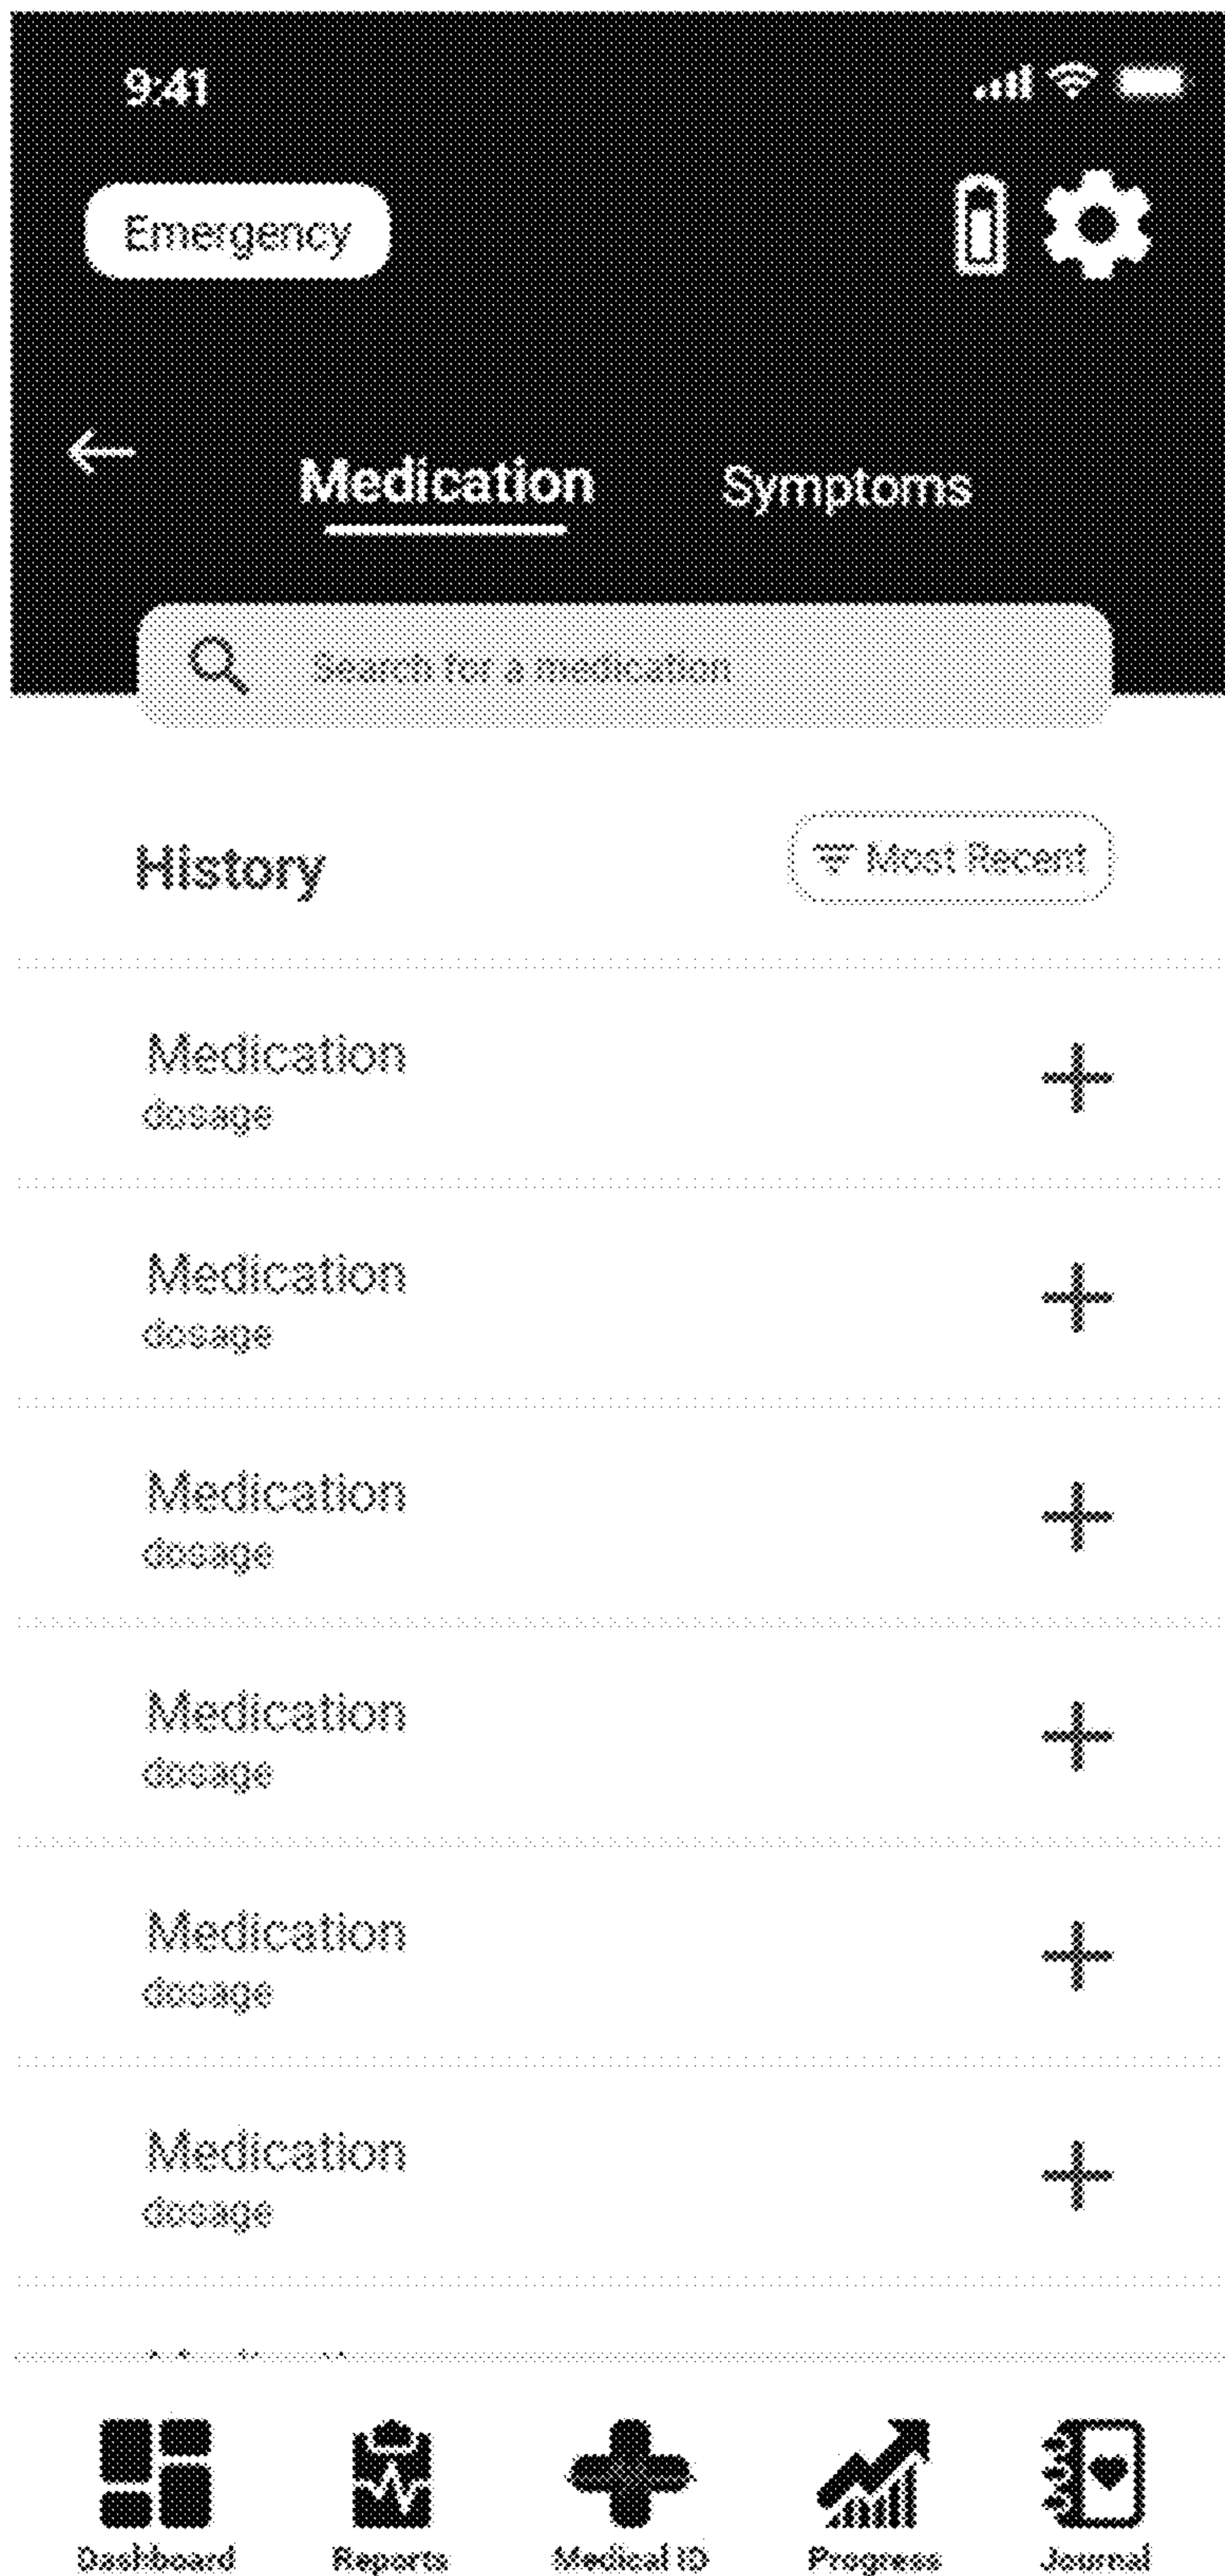 9:41
Emergency
Medication Symptoms
Search for a medication
History Most Recent
Medication
dosage
Medication
dosage
Medication
dosage
Medication
dosage
Medication
dosage
Medication
dosage
Dashboard Reports Medical ID Progress Journal